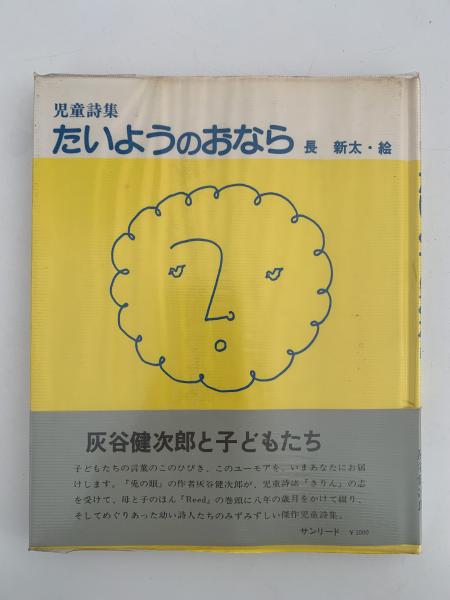 児童詩集
たいようのおなら 長 新太・絵
灰谷健次郎と子どもたち
子どもたちの言葉のこのひびき、このユーモアを、いまあなたにお届
けします。『兎の眼』の作者灰谷健次郎が、児童詩誌『きりん』の志
を受けて、母と子のほん『Reed』の巻頭に八年の歳月をかけて綴り、
そしてめぐりあった幼い詩人たちのみずみずしい傑作児童詩集。
サンリード ￥1000